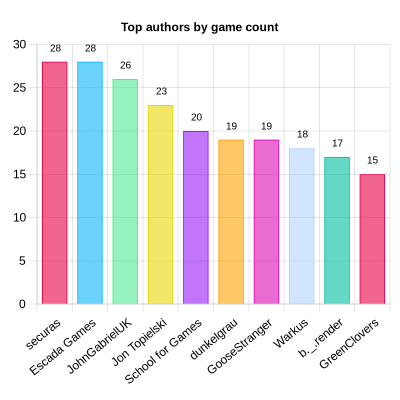 Top authors by game count
30
25
20
15
10
5
0
28
28
26
23
20
19
19
18
17
15
securas
Escada Games
JohnGabrielUK
Jon Topielski
School for Games
dunkelgrau
GooseStranger
Warkus
b._.render
GreenClovers